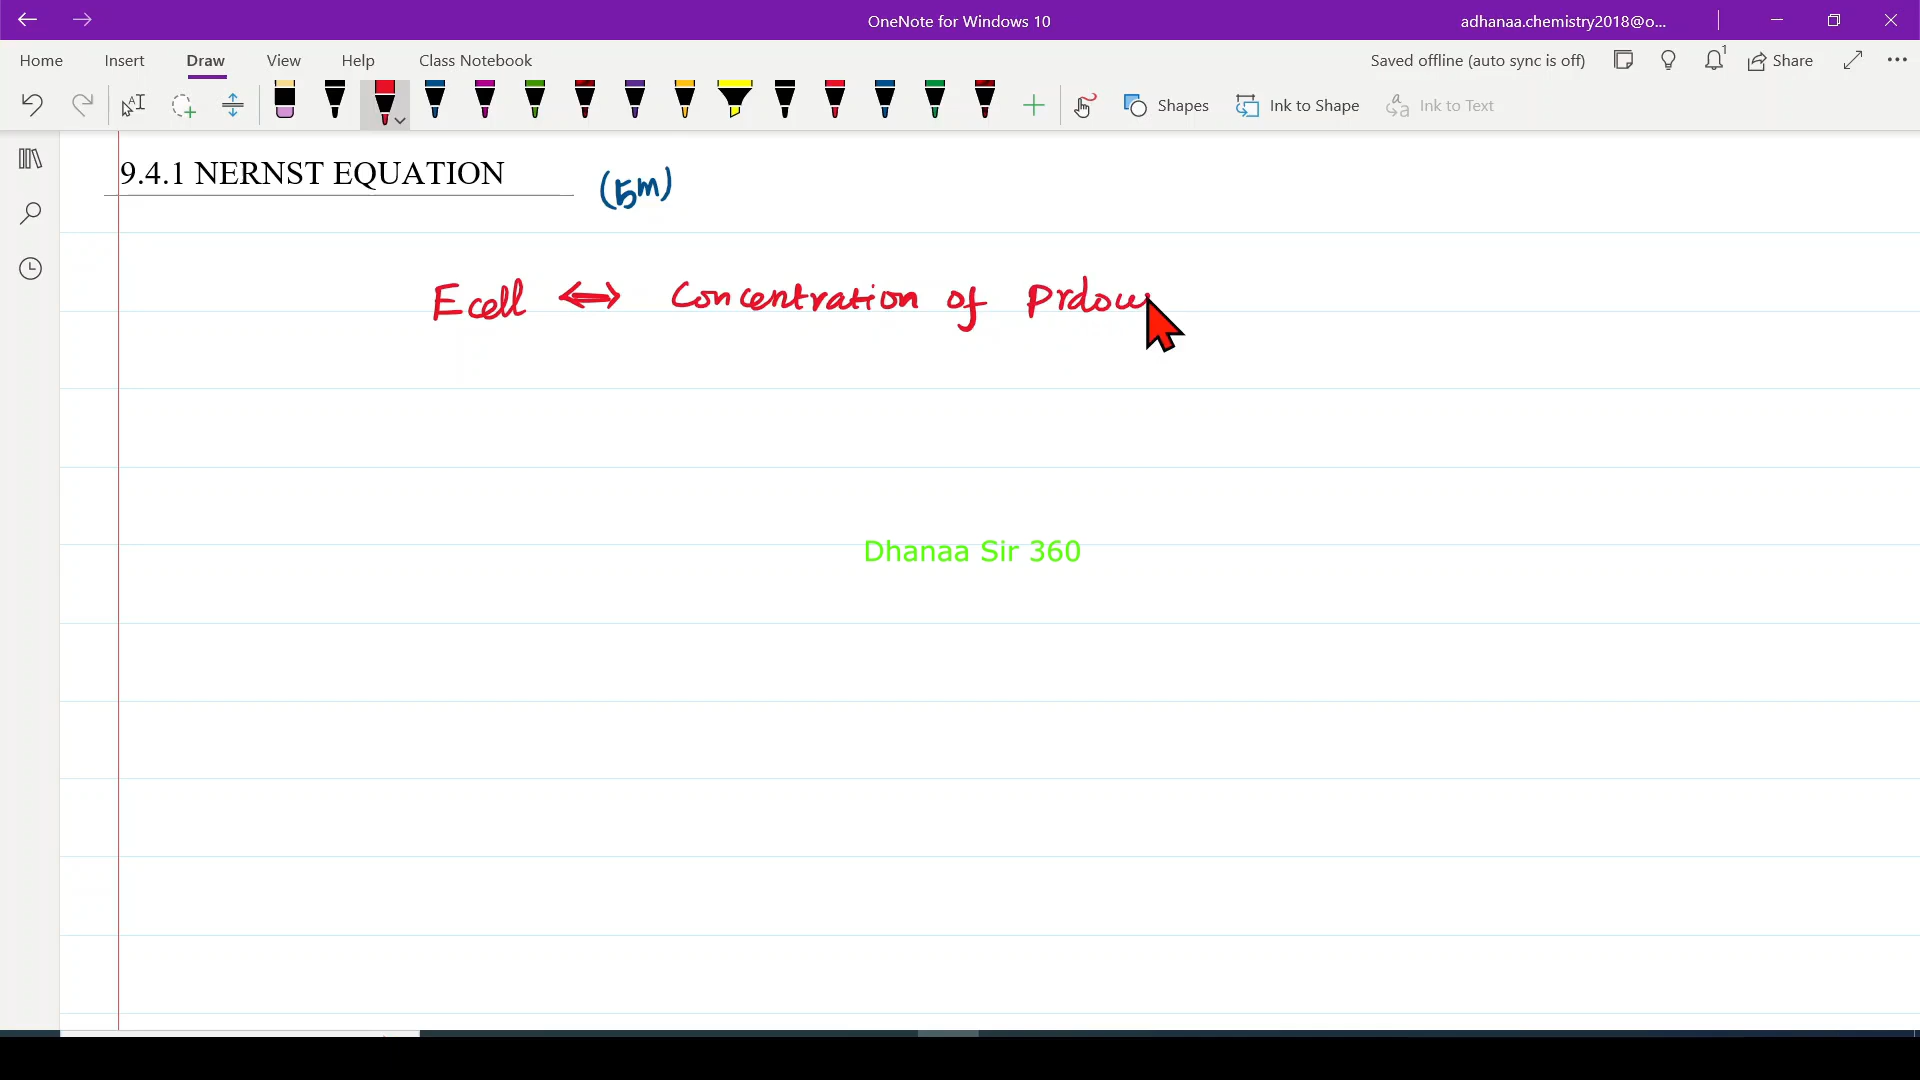 OneNote for Windows 10
adhanaa.chemistry2018@o...
Home Insert Draw View Help Class Notebook
Saved offline (auto sync is off)
1
Share
Shapes
Ink to Shape
Ink to Text
9.4.1 NERNST EQUATION
(5m)
Ecell ⟺ Concentration of
Dhanaa Sir 360